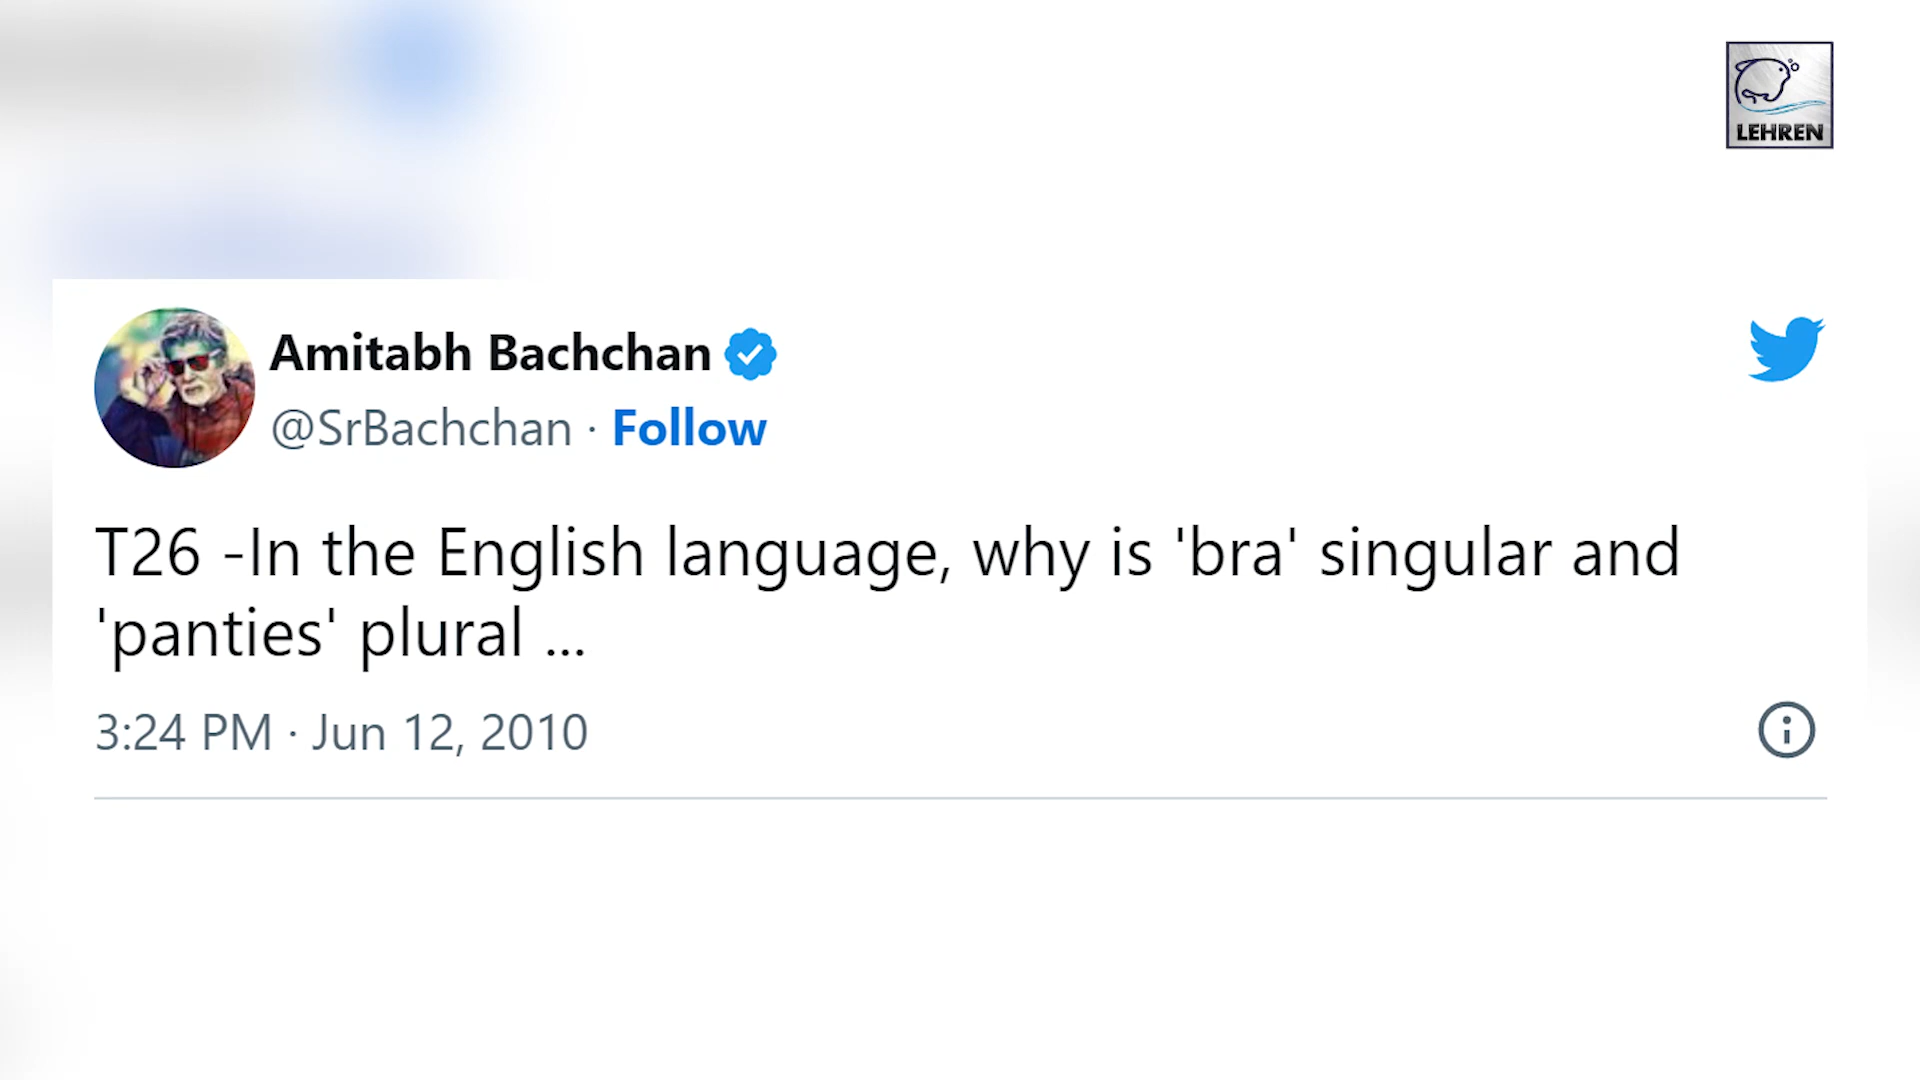 LEHREN
Amitabh Bachchan
@SrBachchan · Follow
T26 -In the English language, why is 'bra' singular and
'panties' plural ...
3:24 PM · Jun 12, 2010